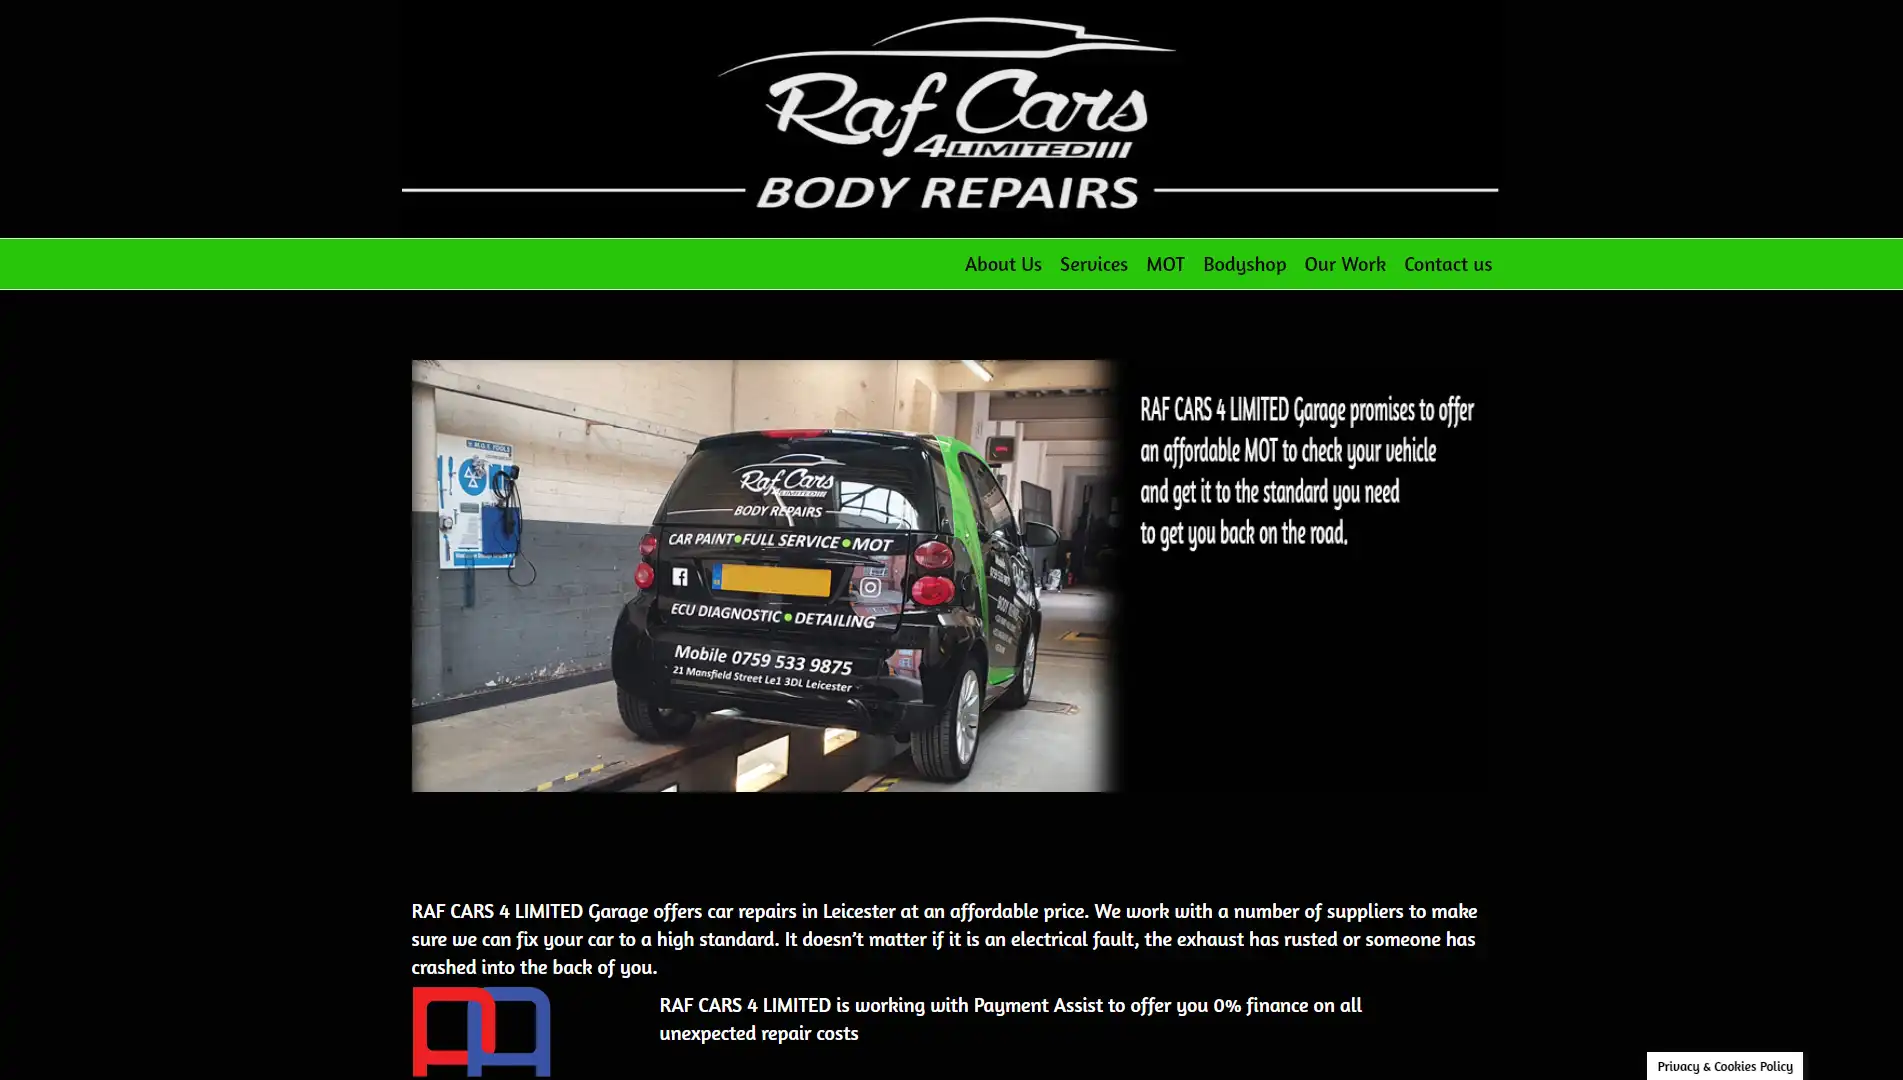 Raf Cars
4 LIMITED
BODY REPAIRS
About Us Services MOT Bodyshop Our Work Contact us
RAF CARS 4 LIMITED Garage promises to offer
an affordable MOT to check your vehicle
and get it to the standard you need
to get you back on the road.
Raf Cars
4 LIMITED
BODY REPAIRS
CAR PAINT•FULL SERVICE•MOT
ECU DIAGNOSTIC•DETAILING
Mobile 0759 533 9875
21 Mansfield Street Le1 3DL Leicester
BODY REPAIRS
RAF CARS 4 LIMITED Garage offers car repairs in Leicester at an affordable price. We work with a number of suppliers to make
sure we can fix your car to a high standard. It doesn’t matter if it is an electrical fault, the exhaust has rusted or someone has
crashed into the back of you.
RAF CARS 4 LIMITED is working with Payment Assist to offer you 0% finance on all
unexpected repair costs
Privacy & Cookies Policy